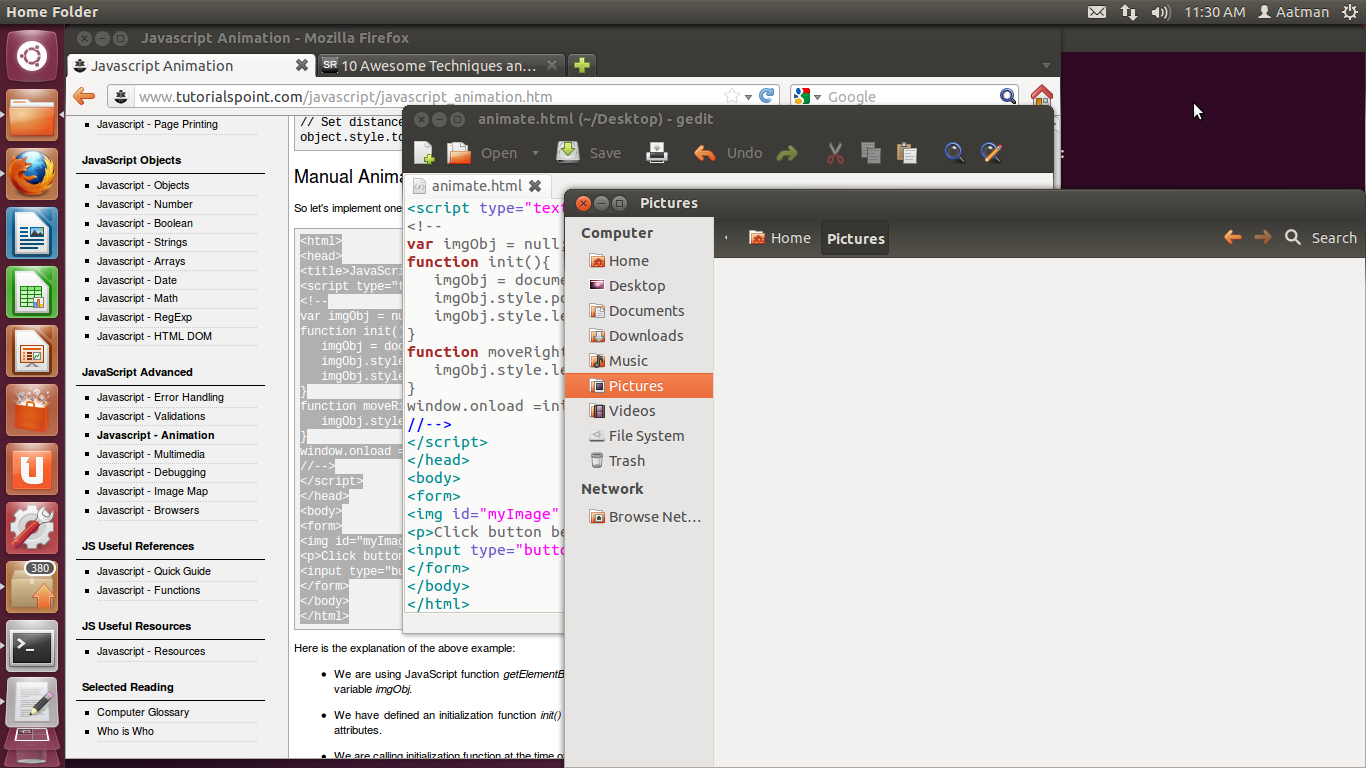 Home Folder
11:30 AM
Aatman
Javascript Animation - Mozilla Firefox
Javascript Animation
SR
10 Awesome Techniques an...
www.tutorialspoint.com/javascript/javascript_animation.htm
Google
Javascript - Page Printing
JavaScript Objects
Javascript - Objects
Javascript - Number
Javascript - Boolean
Javascript - Strings
Javascript - Arrays
Javascript - Date
Javascript - Math
Javascript - RegExp
Javascript - HTML DOM
JavaScript Advanced
Javascript - Error Handling
Javascript - Validations
Javascript - Animation
Javascript - Multimedia
Javascript - Debugging
Javascript - Image Map
Javascript - Browsers
JS Useful References
Javascript - Quick Guide
Javascript - Functions
JS Useful Resources
Javascript - Resources
Selected Reading
Computer Glossary
Who is Who
380
// Set distanc
object.style.to
Manual Anima
So let's implement one
<html>
<head>
<title>JavaScri
<script type="t
<!--
var imgObj = nu
function init()
imgObj = doc
imgObj.style
imgObj.style
}
function moveRi
imgObj.style
}
window.onload =
//-->
</script>
</head>
<body>
<form>
<img id="myImag
<p>Click button
<input type="bu
</form>
</body>
</html>
Here is the explanation of the above example:
• We are using JavaScript function getElementB
variable imgObj.
• We have defined an initialization function init()
attributes.
• We are calling initialization function at the time o
animate.html (~/Desktop) - gedit
Open
Save
Undo
animate.html
<script type="tex
<!--
var imgObj = null;
function init(){
imgObj = docume
imgObj.style.po
imgObj.style.le
}
function moveRight
imgObj.style.le
}
window.onload =ini
//-->
</script>
</head>
<body>
<form>
<img id="myImage"
<p>Click button be
<input type="butto
</form>
</body>
</html>
Pictures
Computer
Home
Desktop
Documents
Downloads
Music
Pictures
Videos
File System
Trash
Network
Browse Net...
Home
Pictures
Search